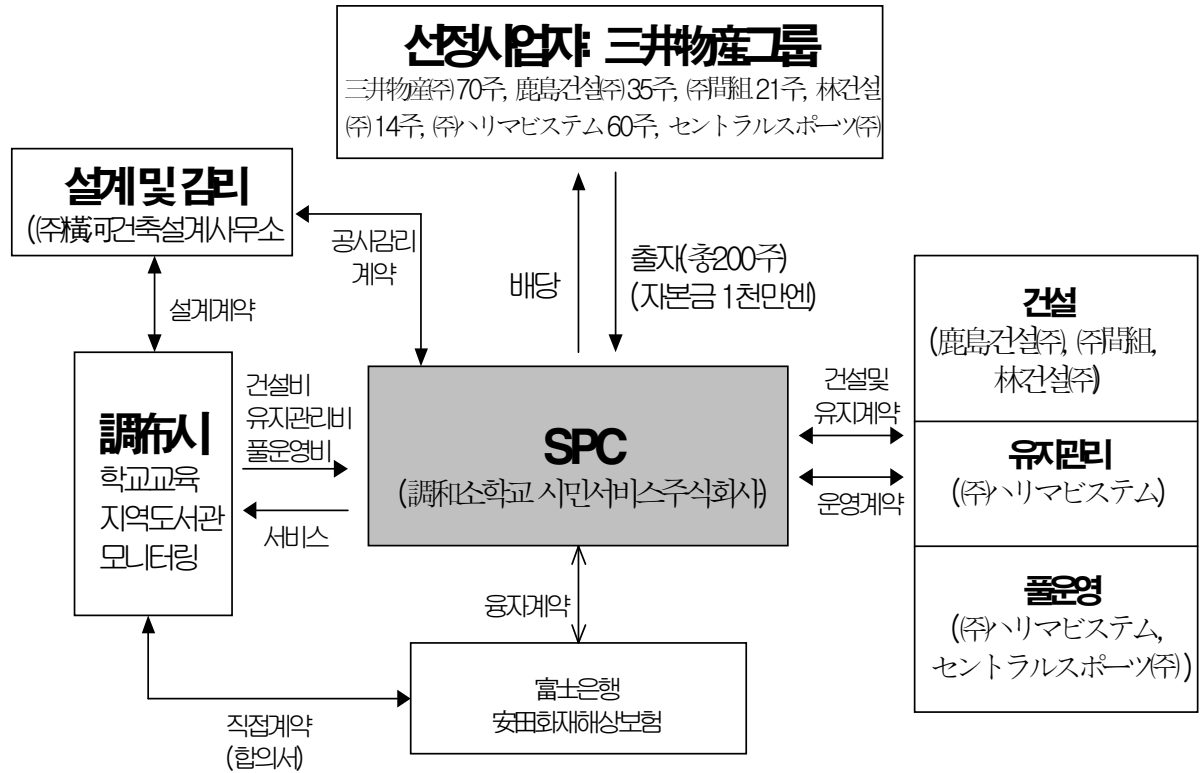 선정사업자: 三井物産그룹
三井物産㈜ 70주, 鹿島건설㈜ 35주, ㈜間組 21주, 林건설
㈜ 14주, ㈜ハリマビステム 60주, セントラルスポーツ㈜
설계 및 감리
(㈜橫河건축설계사무소
공사감리
계약
배당
출자(총200주)
(자본금 1천만엔)
설계계약
調布시
학교교육
지역도서관
모니터링
건설비
유지관리비
풀운영비
서비스
SPC
(調和소학교 시민서비스주식회사)
건설및
유지계약
운영계약
건설
(鹿島건설㈜, ㈜間組,
林건설㈜)
유지관리
(㈜ハリマビステム)
풀운영
(㈜ハリマビステム,
セントラルスポーツ㈜)
융자계약
富士은행
安田화재해상보험
직접계약
(합의서)